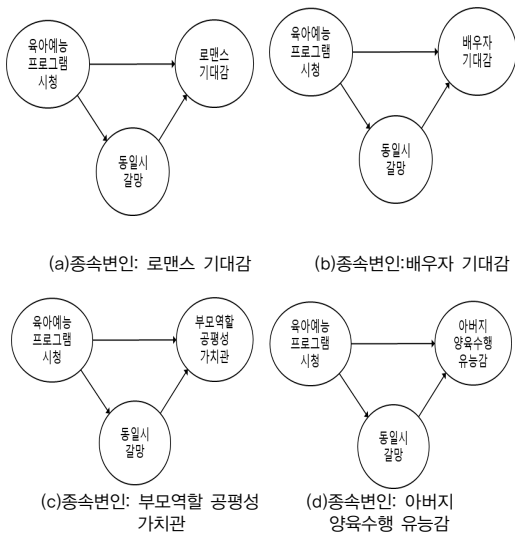 육아예능
프로그램
시청
로맨스
기대감
동일시
갈망
(a)종속변인: 로맨스 기대감
육아예능
프로그램
시청
배우자
기대감
동일시
갈망
(b)종속변인:배우자 기대감
육아예능
프로그램
시청
부모역할
공평성
가치관
동일시
갈망
(c)종속변인: 부모역할 공평성
가치관
육아예능
프로그램
시청
아버지
양육수행
유능감
동일시
갈망
(d)종속변인: 아버지
양육수행 유능감